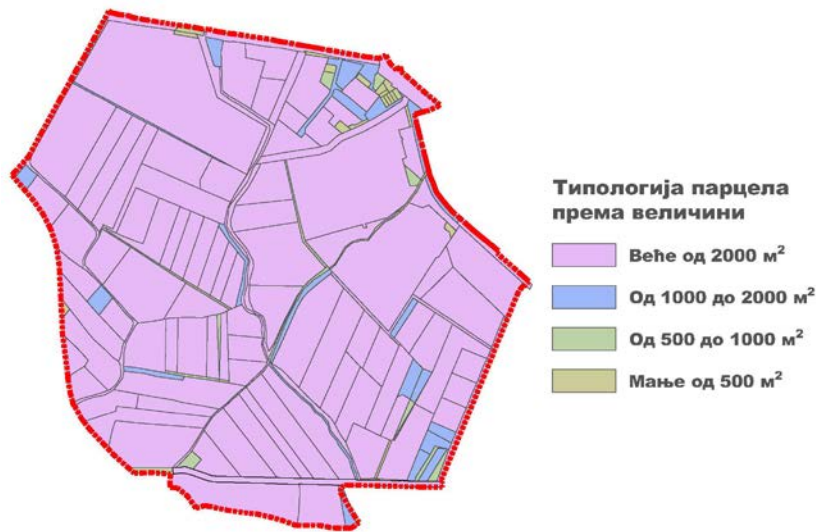 Типологија парцела
према величини
Веће од 2000 м²
Од 1000 до 2000 м²
Од 500 до 1000 м²
Мање од 500 м²